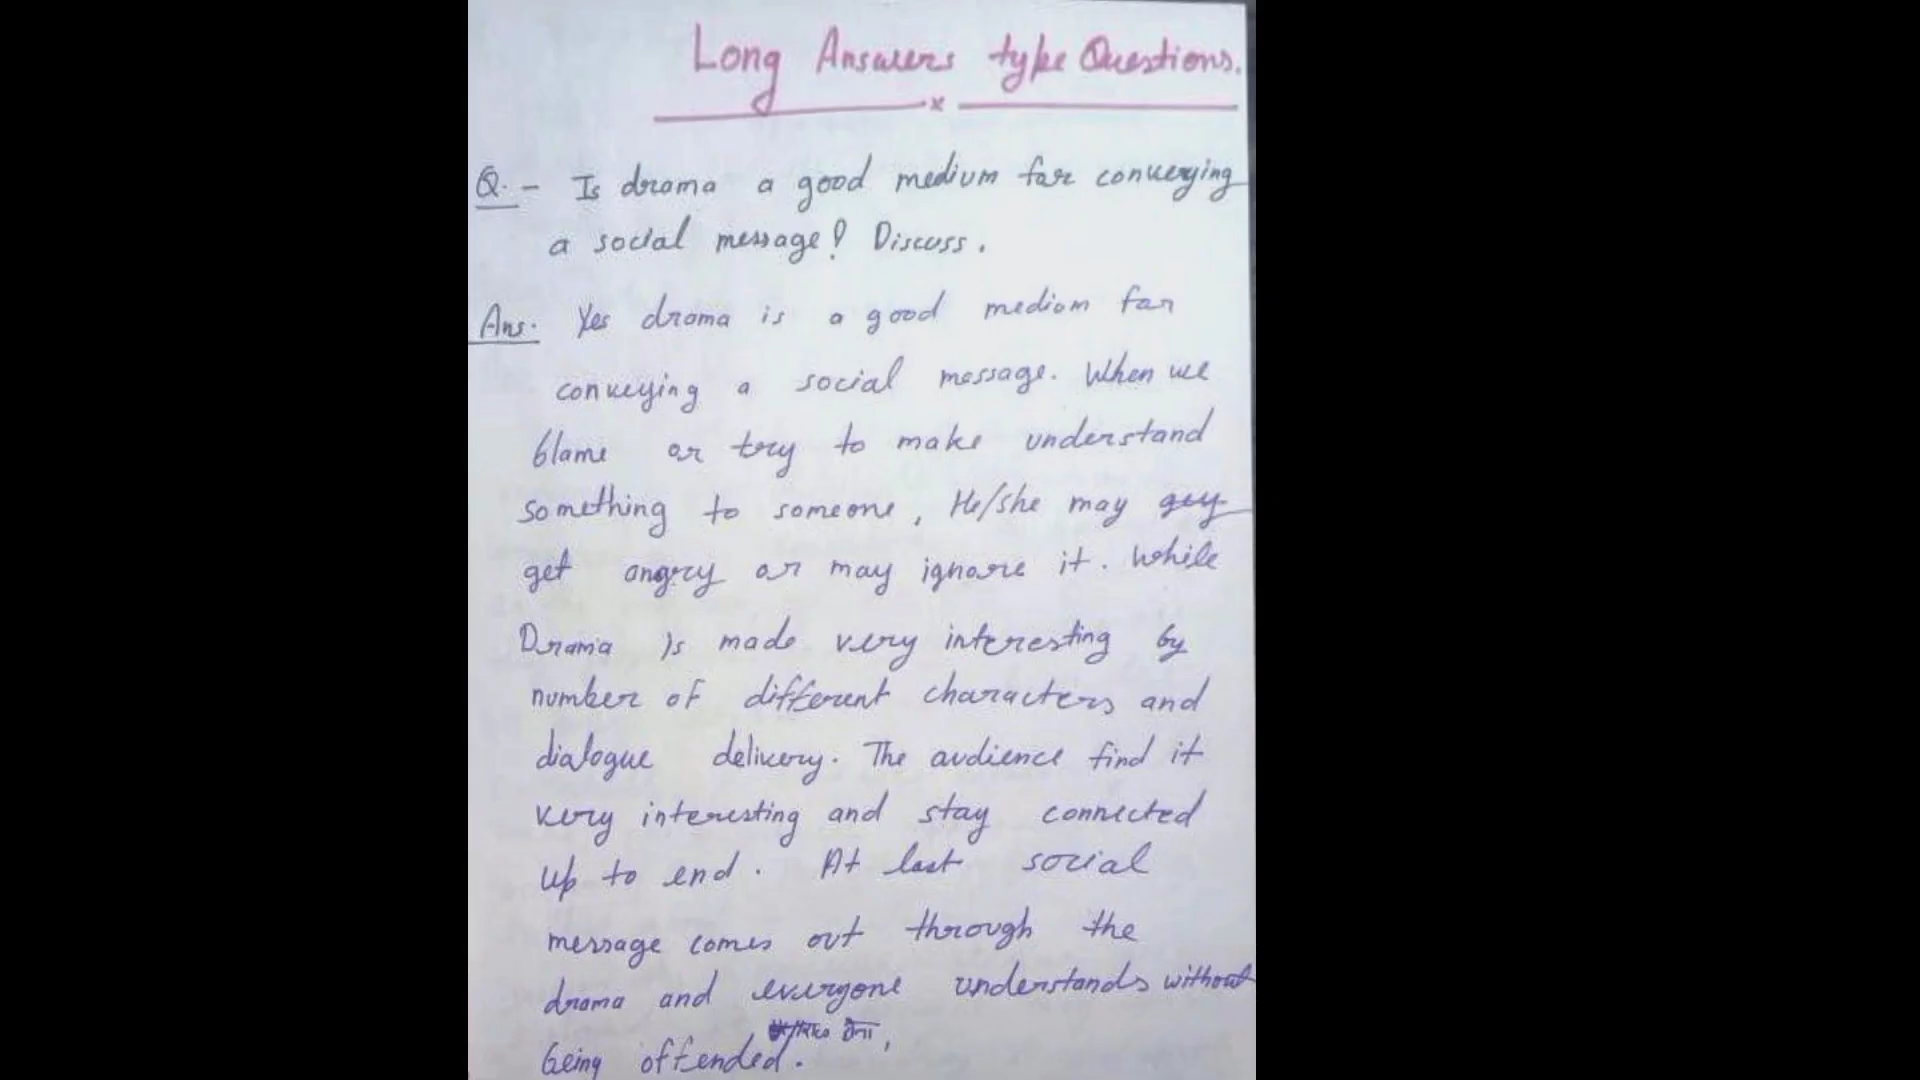 Long Answers type Questions.
Q. - Is drama a good medium for conveying
a social message? Discuss.
Ans. Yes drama is a good medium for
conveying a social message. When we
blame or try to make understand
something to someone, He/she may
get angry or may ignore it. While
Drama is made very interesting by
number of different characters and
dialogue delivery. The audience find it
very interesting and stay connected
up to end. At last social
message comes out through the
drama and everyone understands without
being offended.